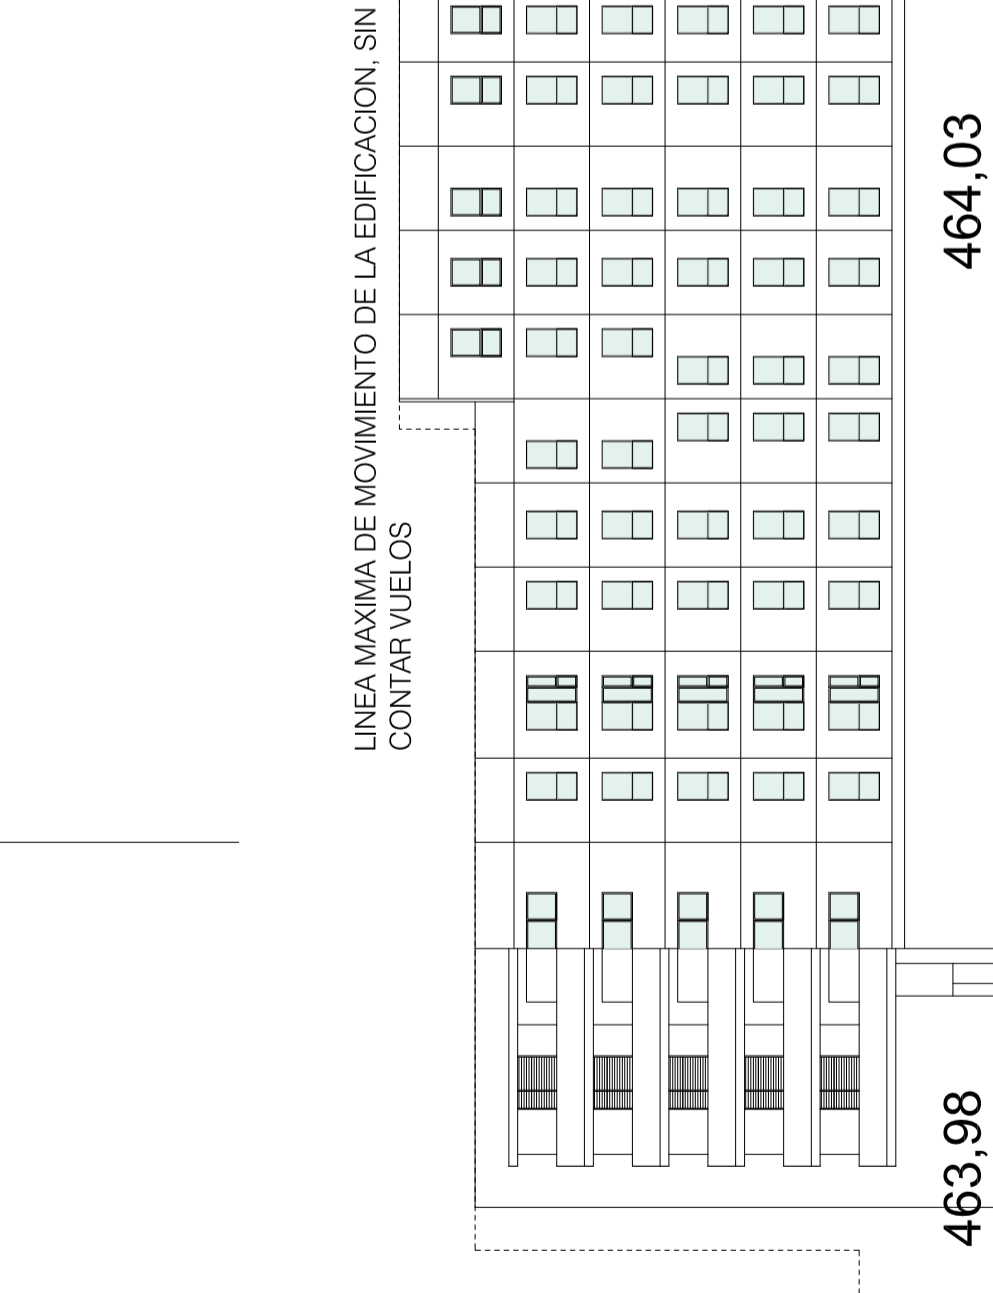 LINEA MAXIMA DE MOVIMIENTO DE LA EDIFICACION, SIN
CONTAR VUELOS
463,98
464,03